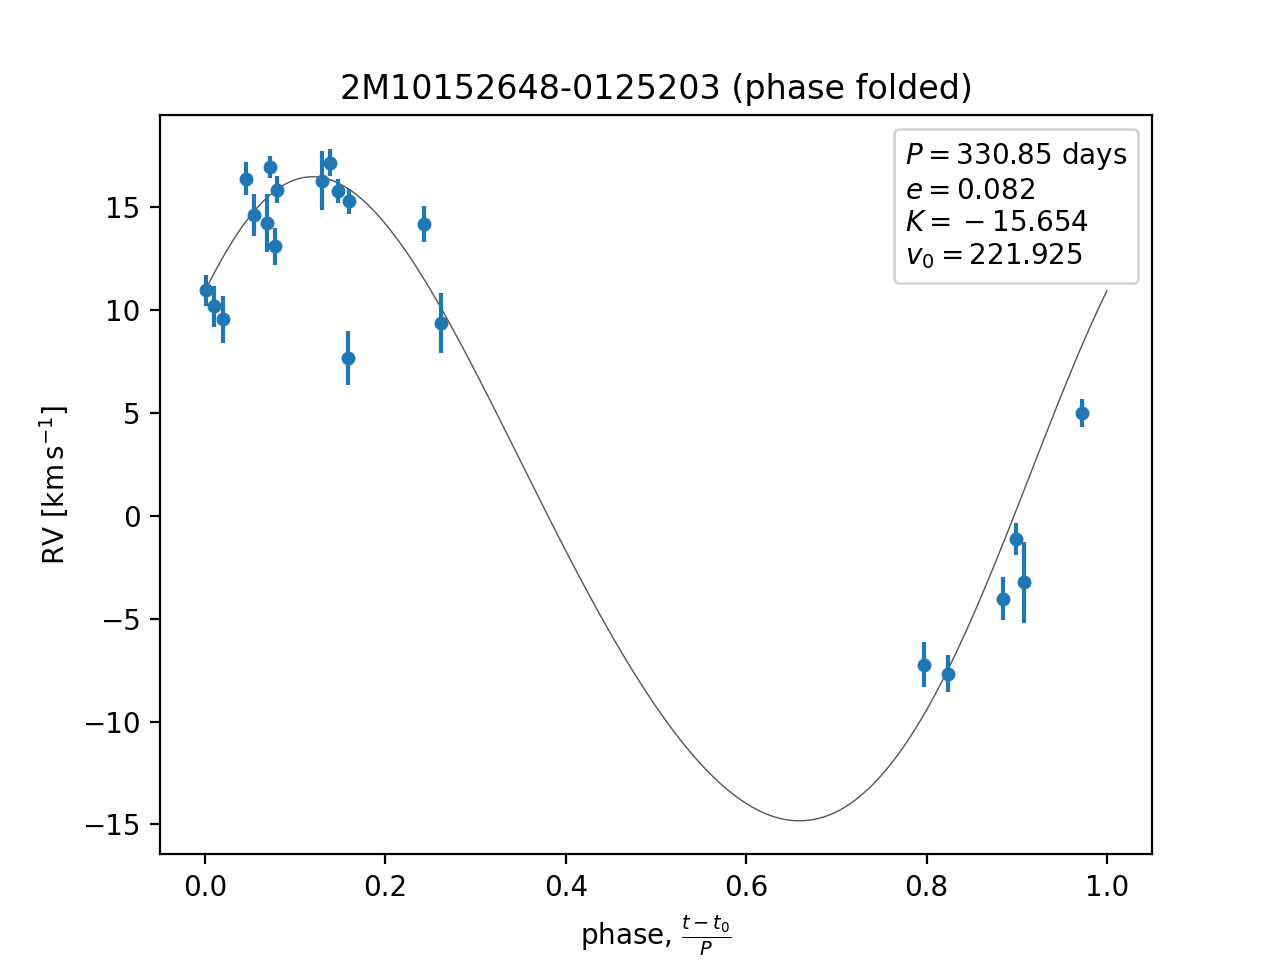 2M10152648-0125203 (phase folded)
P = 330.85 days
e = 0.082
K = −15.654
v₀ = 221.925
RV [km s⁻¹]
15
10
5
0
−5
−10
−15
0.0 0.2 0.4 0.6 0.8 1.0
phase, (t − t₀)/P